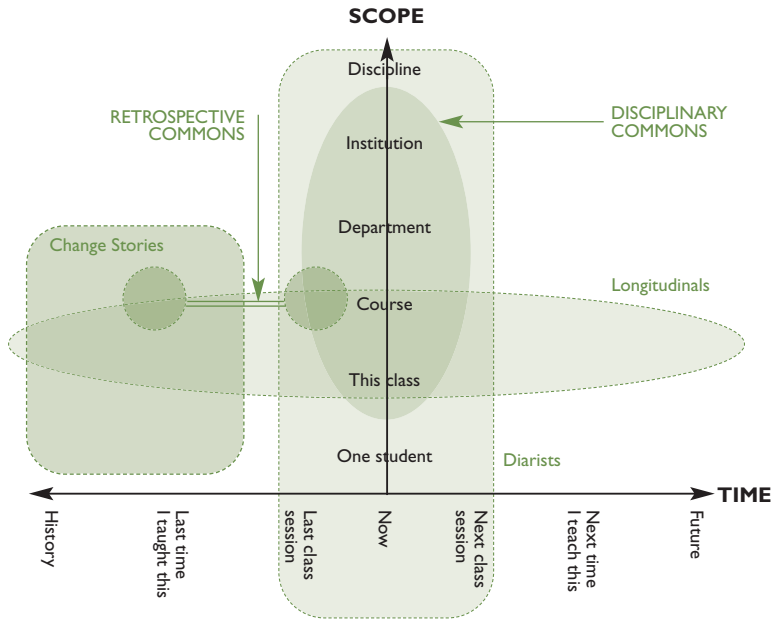 SCOPE
Discipline
RETROSPECTIVE
COMMONS
DISCIPLINARY
COMMONS
Institution
Department
Change Stories
Longitudinals
Course
This class
One student
Diarists
TIME
History
Last time
I taught this
Last class
session
Now
Next class
session
Next time
I teach this
Future